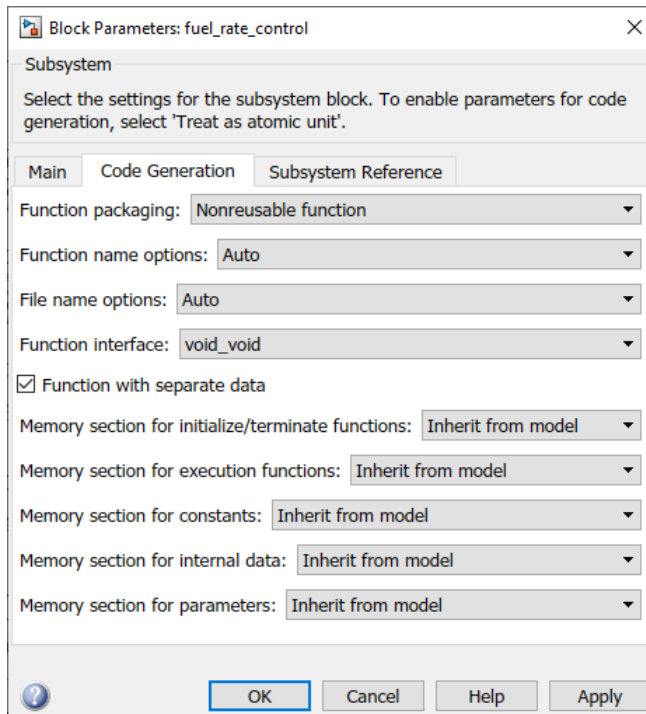 Block Parameters: fuel_rate_control
Subsystem
Select the settings for the subsystem block. To enable parameters for code
generation, select 'Treat as atomic unit'.
Main Code Generation Subsystem Reference
Function packaging: Nonreusable function
Function name options: Auto
File name options: Auto
Function interface: void_void
Function with separate data
Memory section for initialize/terminate functions: Inherit from model
Memory section for execution functions: Inherit from model
Memory section for constants: Inherit from model
Memory section for internal data: Inherit from model
Memory section for parameters: Inherit from model
? OK Cancel Help Apply